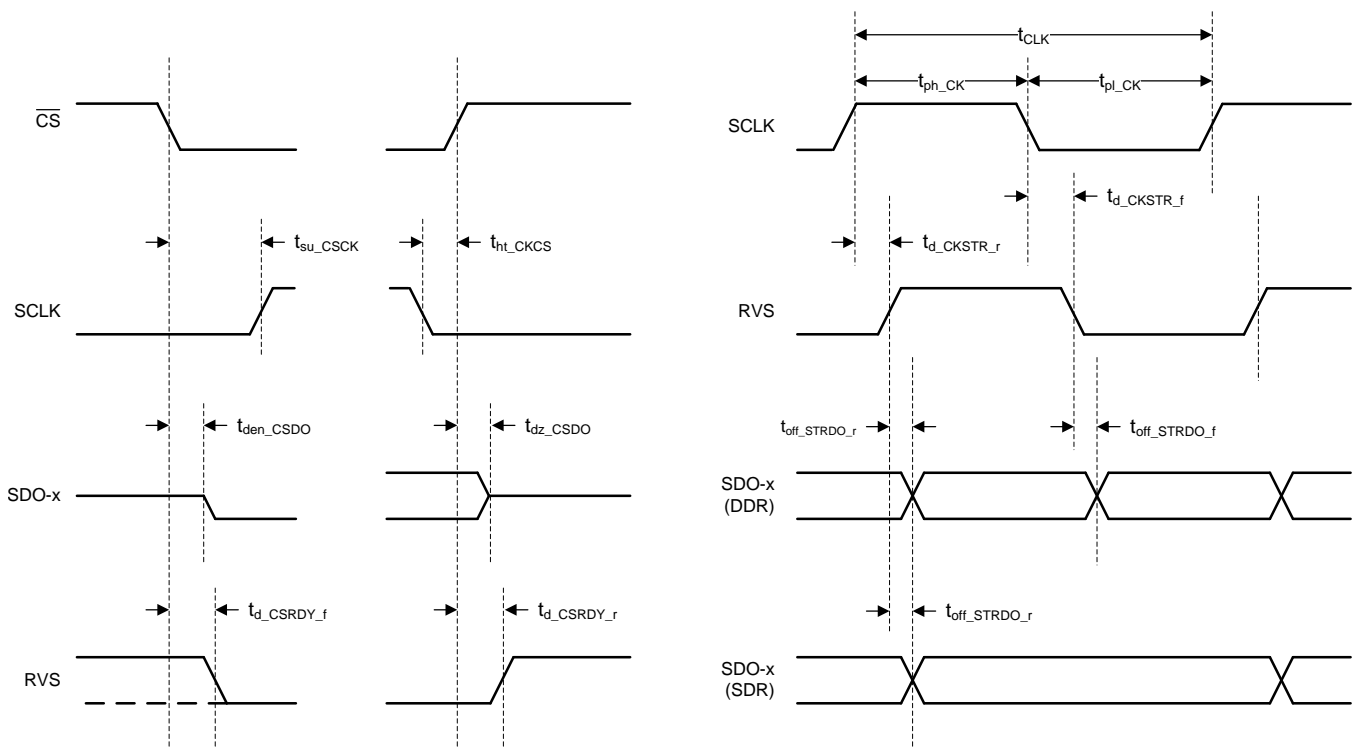 CS
t_su_CSCK
t_ht_CKCS
SCLK
t_den_CSDO
t_dz_CSDO
SDO-x
t_d_CSRDY_f
t_d_CSRDY_r
RVS
t_CLK
t_ph_CK
t_pl_CK
SCLK
t_d_CKSTR_f
t_d_CKSTR_r
RVS
t_off_STRDO_r
t_off_STRDO_f
SDO-x
(DDR)
t_off_STRDO_r
SDO-x
(SDR)